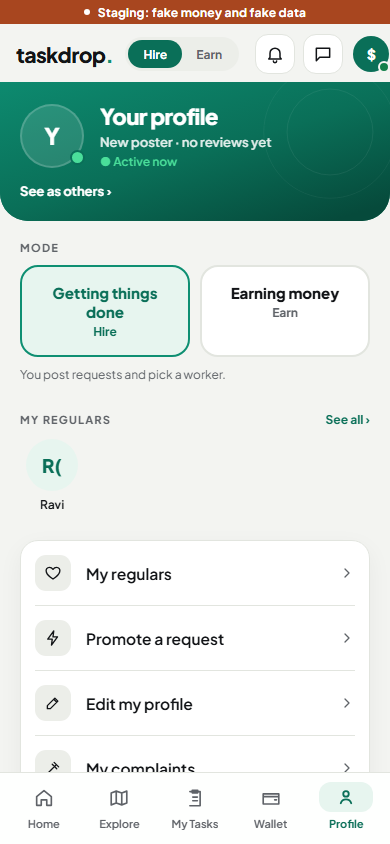 Staging: fake money and fake data
taskdrop.
Hire
Earn
Y
Your profile
New poster · no reviews yet
Active now
See as others ›
MODE
Getting things
done
Hire
Earning money
Earn
You post requests and pick a worker.
MY REGULARS
See all ›
R(
Ravi
My regulars
Promote a request
Edit my profile
My complaints
Home
Explore
My Tasks
Wallet
Profile